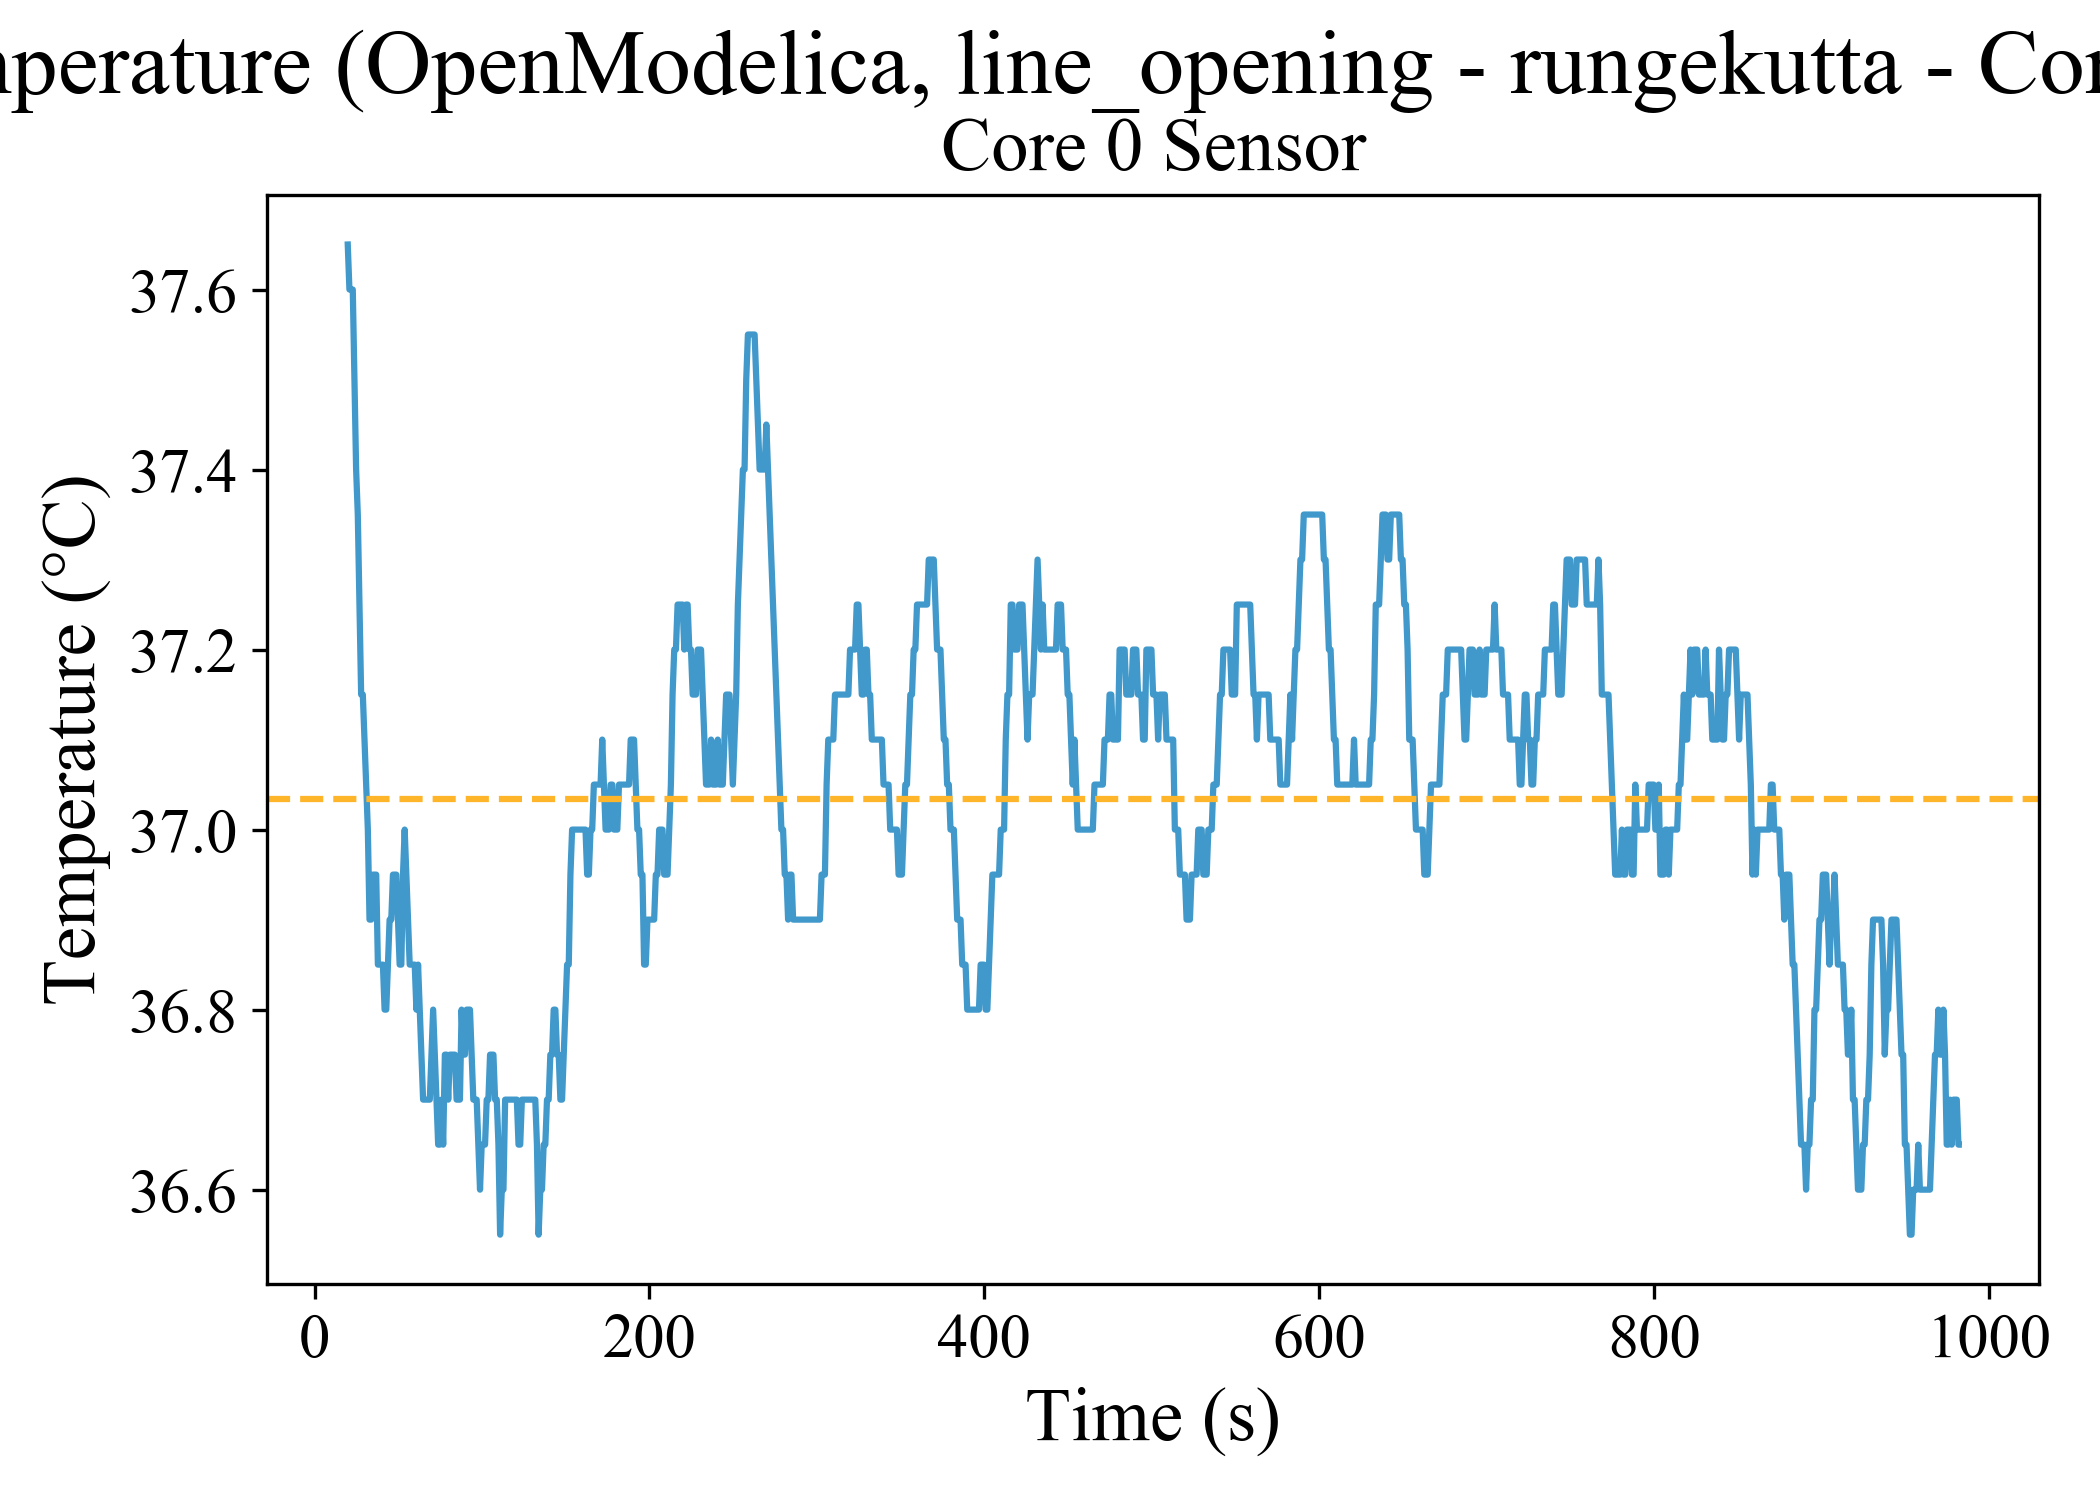 perature (OpenModelica, line_opening - rungekutta -
Core 0 Sensor
Temperature (°C)
37.6
37.4
37.2
37.0
36.8
36.6
0 200 400 600 800 1000
Time (s)